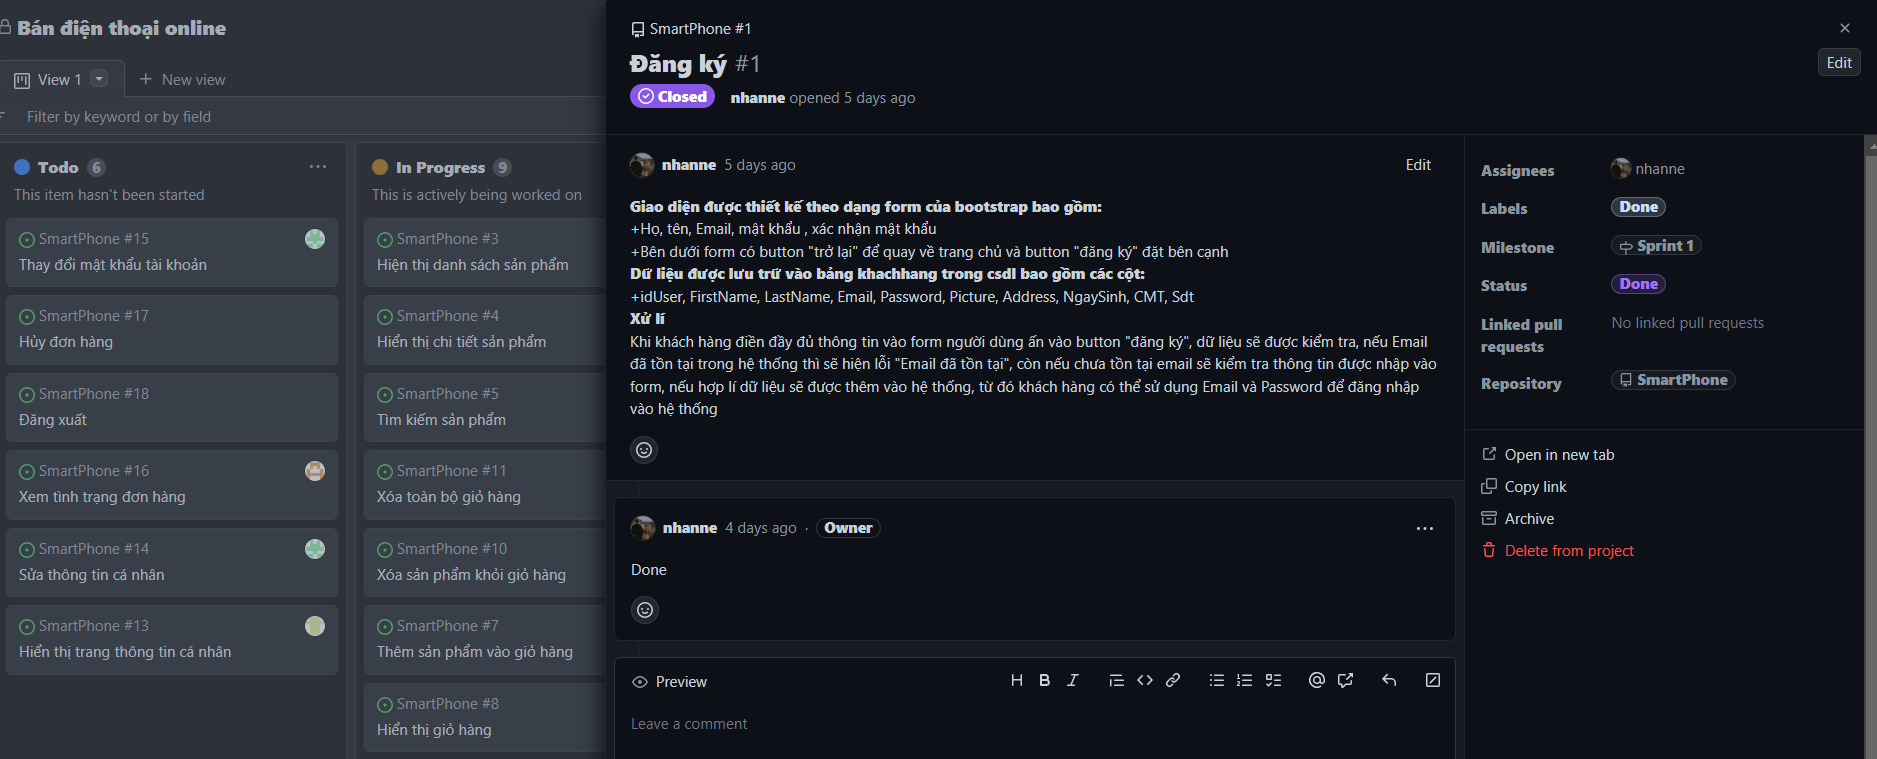 Bán điện thoại online
View 1
New view
Filter by keyword or by field
Todo 6
This item hasn't been started
SmartPhone #15
Thay đổi mật khẩu tài khoản
SmartPhone #17
Hủy đơn hàng
SmartPhone #18
Đăng xuất
SmartPhone #16
Xem tình trạng đơn hàng
SmartPhone #14
Sửa thông tin cá nhân
SmartPhone #13
Hiển thị trang thông tin cá nhân
In Progress 9
This is actively being worked on
SmartPhone #3
Hiện thị danh sách sản phẩm
SmartPhone #4
Hiển thị chi tiết sản phẩm
SmartPhone #5
Tìm kiếm sản phẩm
SmartPhone #11
Xóa toàn bộ giỏ hàng
SmartPhone #10
Xóa sản phẩm khỏi giỏ hàng
SmartPhone #7
Thêm sản phẩm vào giỏ hàng
SmartPhone #8
Hiển thị giỏ hàng
SmartPhone #1
Đăng ký #1
Edit
Closed nhanne opened 5 days ago
nhanne 5 days ago
Edit
Giao diện được thiết kế theo dạng form của bootstrap bao gồm:
+Họ, tên, Email, mật khẩu , xác nhận mật khẩu
+Bên dưới form có button "trở lại" để quay về trang chủ và button "đăng ký" đặt bên cạnh
Dữ liệu được lưu trữ vào bảng khachhang trong csdl bao gồm các cột:
+idUser, FirstName, LastName, Email, Password, Picture, Address, NgaySinh, CMT, Sdt
Xử lí
Khi khách hàng điền đầy đủ thông tin vào form người dùng ấn vào button "đăng ký", dữ liệu sẽ được kiểm tra, nếu Email
đã tồn tại trong hệ thống thì sẽ hiện lỗi "Email đã tồn tại", còn nếu chưa tồn tại email sẽ kiểm tra thông tin được nhập vào
form, nếu hợp lí dữ liệu sẽ được thêm vào hệ thống, từ đó khách hàng có thể sử dụng Email và Password để đăng nhập
vào hệ thống
nhanne 4 days ago · Owner
Done
Preview
Leave a comment
Assignees nhanne
Labels Done
Milestone Sprint 1
Status Done
Linked pull No linked pull requests
requests
Repository SmartPhone
Open in new tab
Copy link
Archive
Delete from project